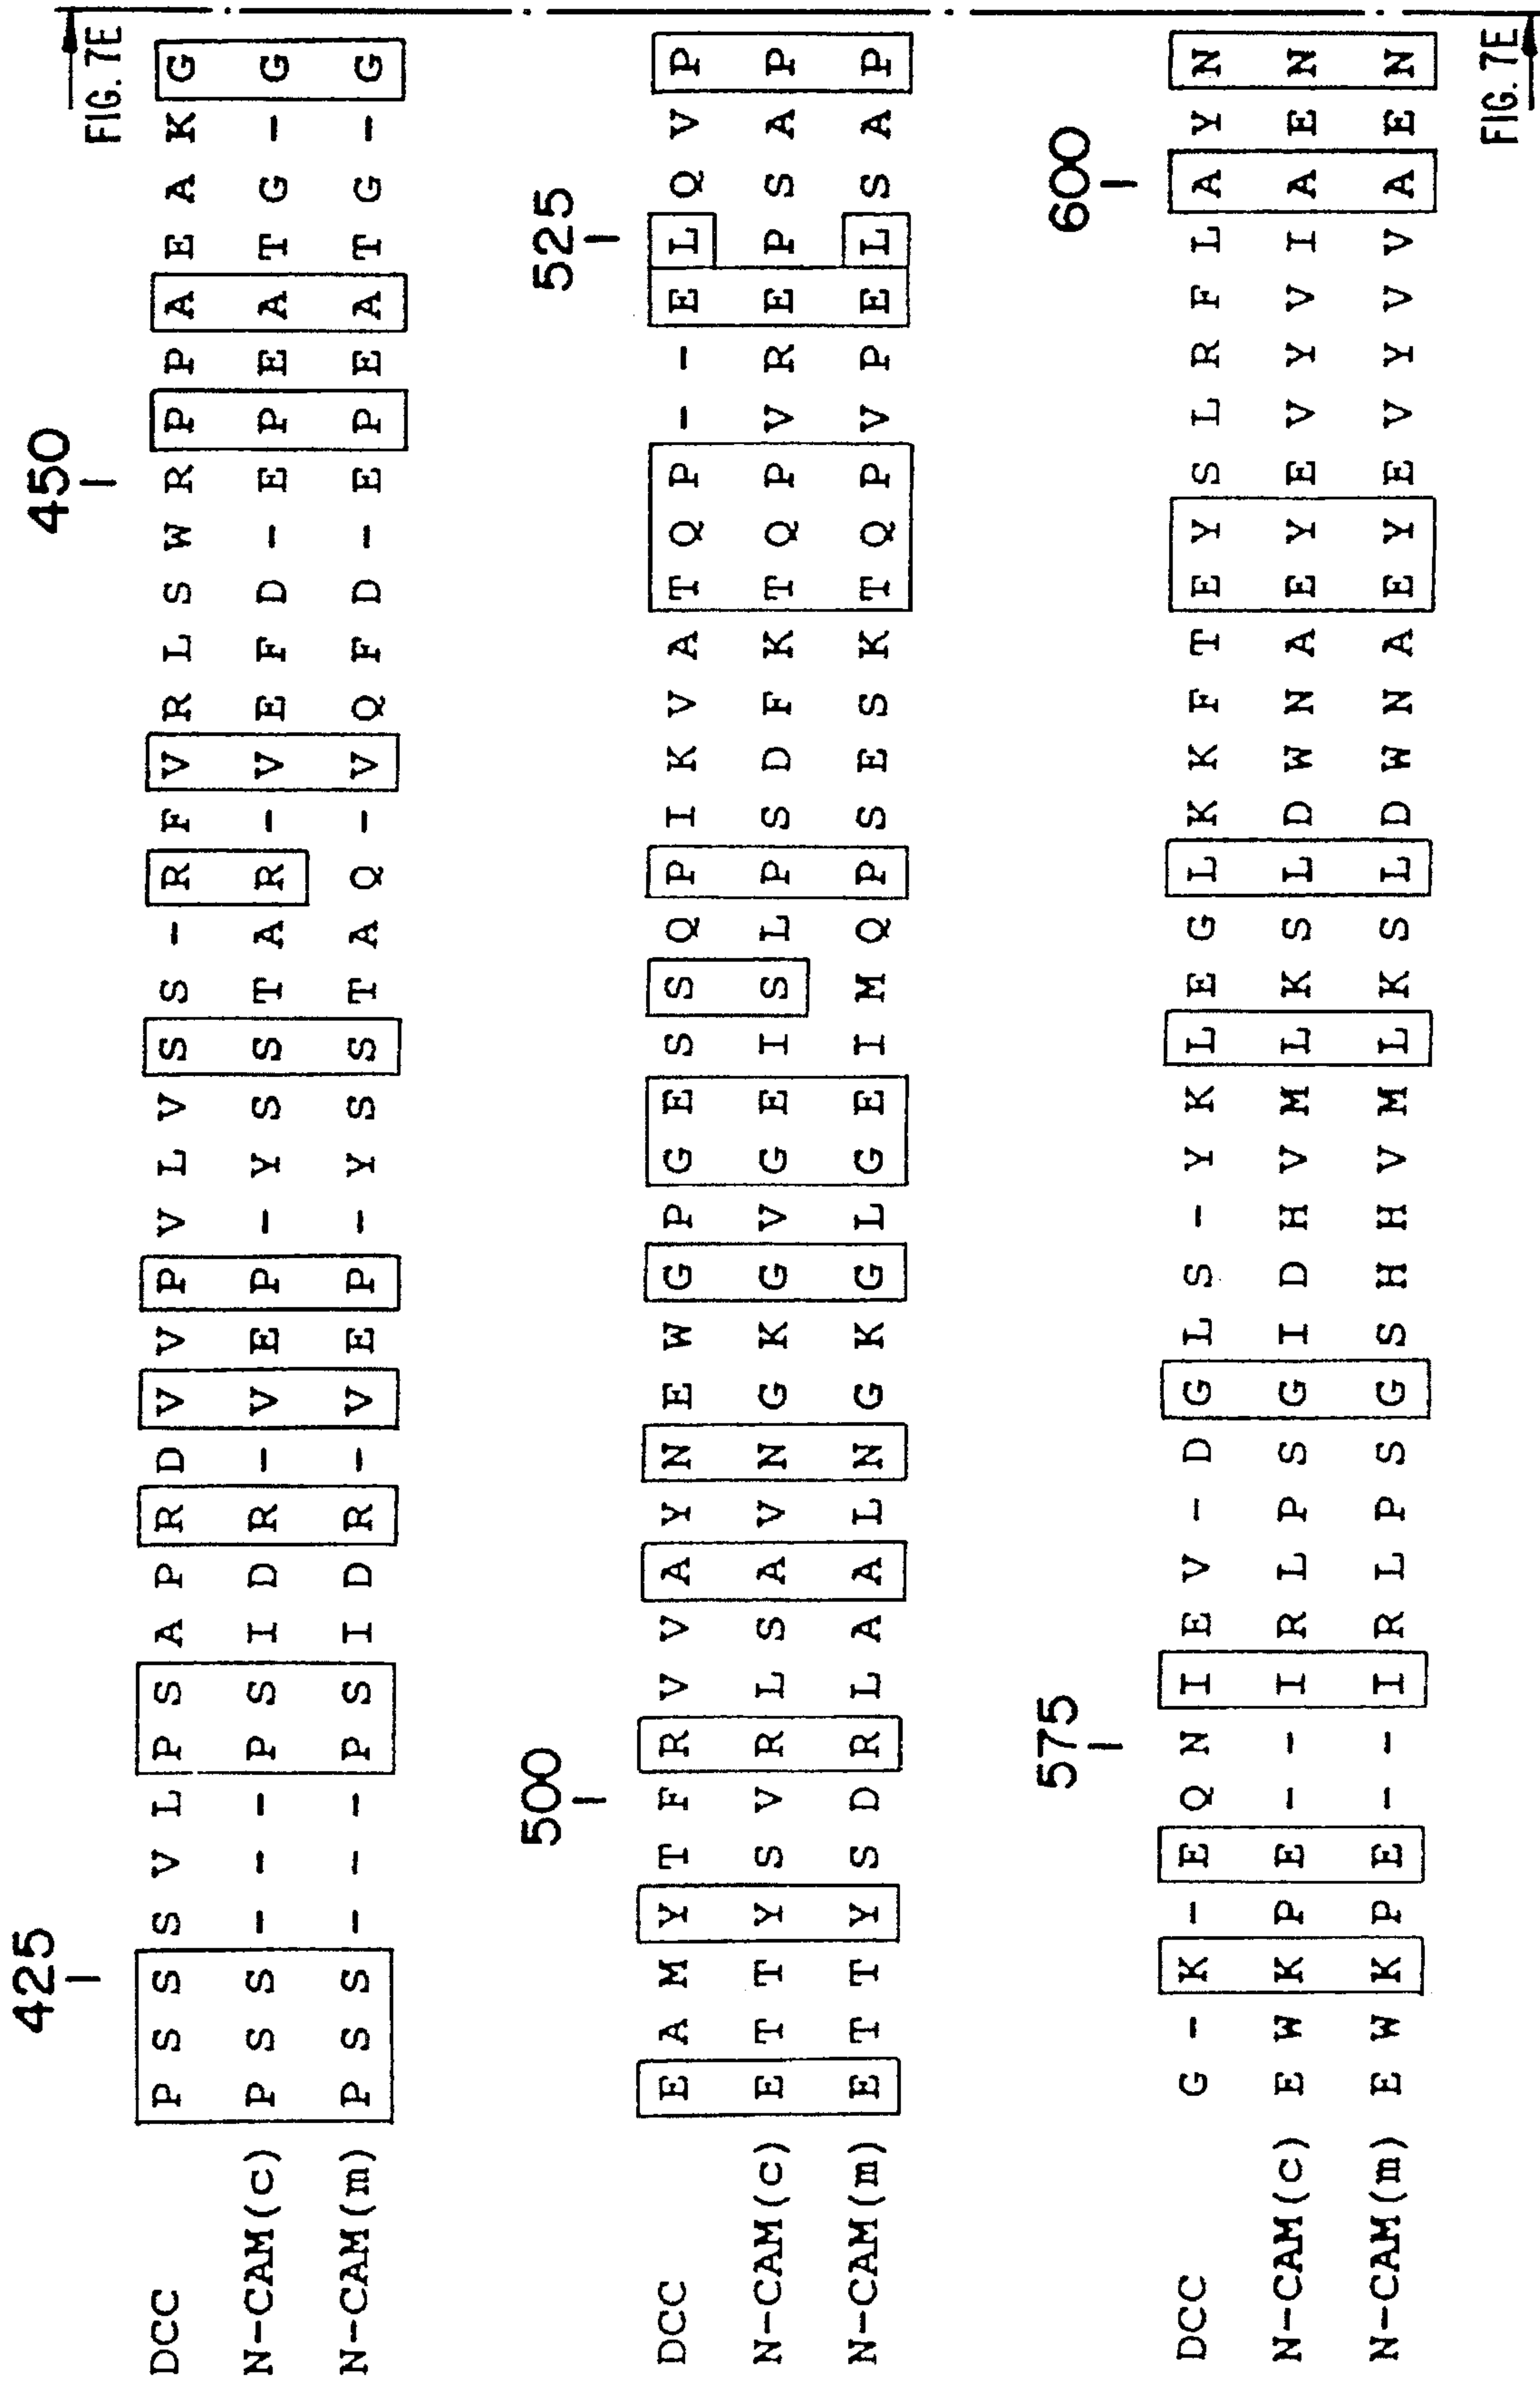 FIG. 7E
425 450
DCC P S S S V L P S A P R D V V P V L V S S - R F V R L S W R P P A E A K G
N-CAM(c) P S S - - - P S I D R - V E P - Y S S T A R - V E F D - E P E A T G - G
N-CAM(m) P S S - - - P S I D R - V E P - Y S S T A Q - V Q F D - E P E A T G - G
500 525
DCC E A M Y T F R V V A Y N E W G P G E S S Q P I K V A T Q P - - E L Q V P
N-CAM(c) E T T Y S V R L S A V N G K G V G E I S L P S D F K T Q P V R E P S A P
N-CAM(m) E T T Y S D R L A A L N G K G L G E I M Q P S E S K T Q P V P E L S A P
575 600
DCC G - K - E Q N I E V - D G L S - Y K L E G L K K F T E Y S L R F L A Y N
N-CAM(c) E W K P E - - I R L P S G I D H V M L K S L D W N A E Y E V Y V I A E N
N-CAM(m) E W K P E - - I R L P S G S H H V M L K S L D W N A E Y E V Y V V A E N
FIG. 7E